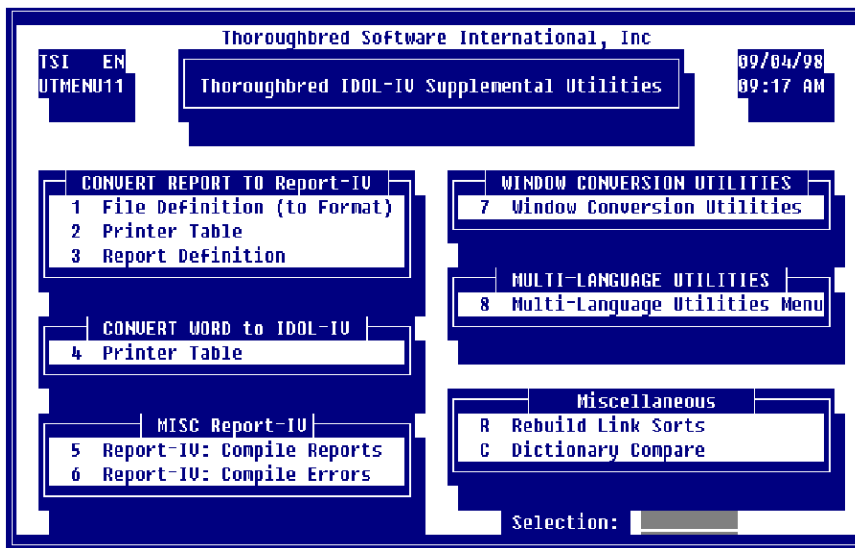 Thoroughbred Software International, Inc
TSI EN
09/04/98
UTMENU11
Thoroughbred IDOL-IV Supplemental Utilities
09:17 AM
CONVERT REPORT TO Report-IV
1 File Definition (to Format)
2 Printer Table
3 Report Definition
CONVERT WORD to IDOL-IV
4 Printer Table
MISC Report-IV
5 Report-IV: Compile Reports
6 Report-IV: Compile Errors
WINDOW CONVERSION UTILITIES
7 Window Conversion Utilities
MULTI-LANGUAGE UTILITIES
8 Multi-Language Utilities Menu
Miscellaneous
R Rebuild Link Sorts
C Dictionary Compare
Selection: